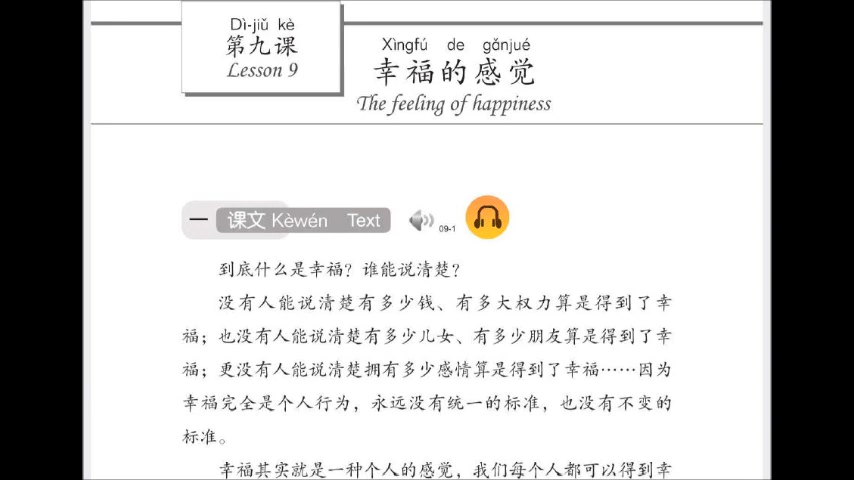 Dì-jiǔ kè
第九课
Lesson 9
Xìngfú de gǎnjué
幸福的感觉
The feeling of happiness
一 课文 Kèwén Text 09-1
到底什么是幸福？谁能说清楚？
没有人能说清楚有多少钱、有多大权力算是得到了幸
福；也没有人能说清楚有多少儿女、有多少朋友算是得到了幸
福；更没有人能说清楚拥有多少感情算是得到了幸福……因为
幸福完全是个人行为，永远没有统一的标准，也没有不变的
标准。
幸福其实就是一种个人的感觉，我们每个人都可以得到幸